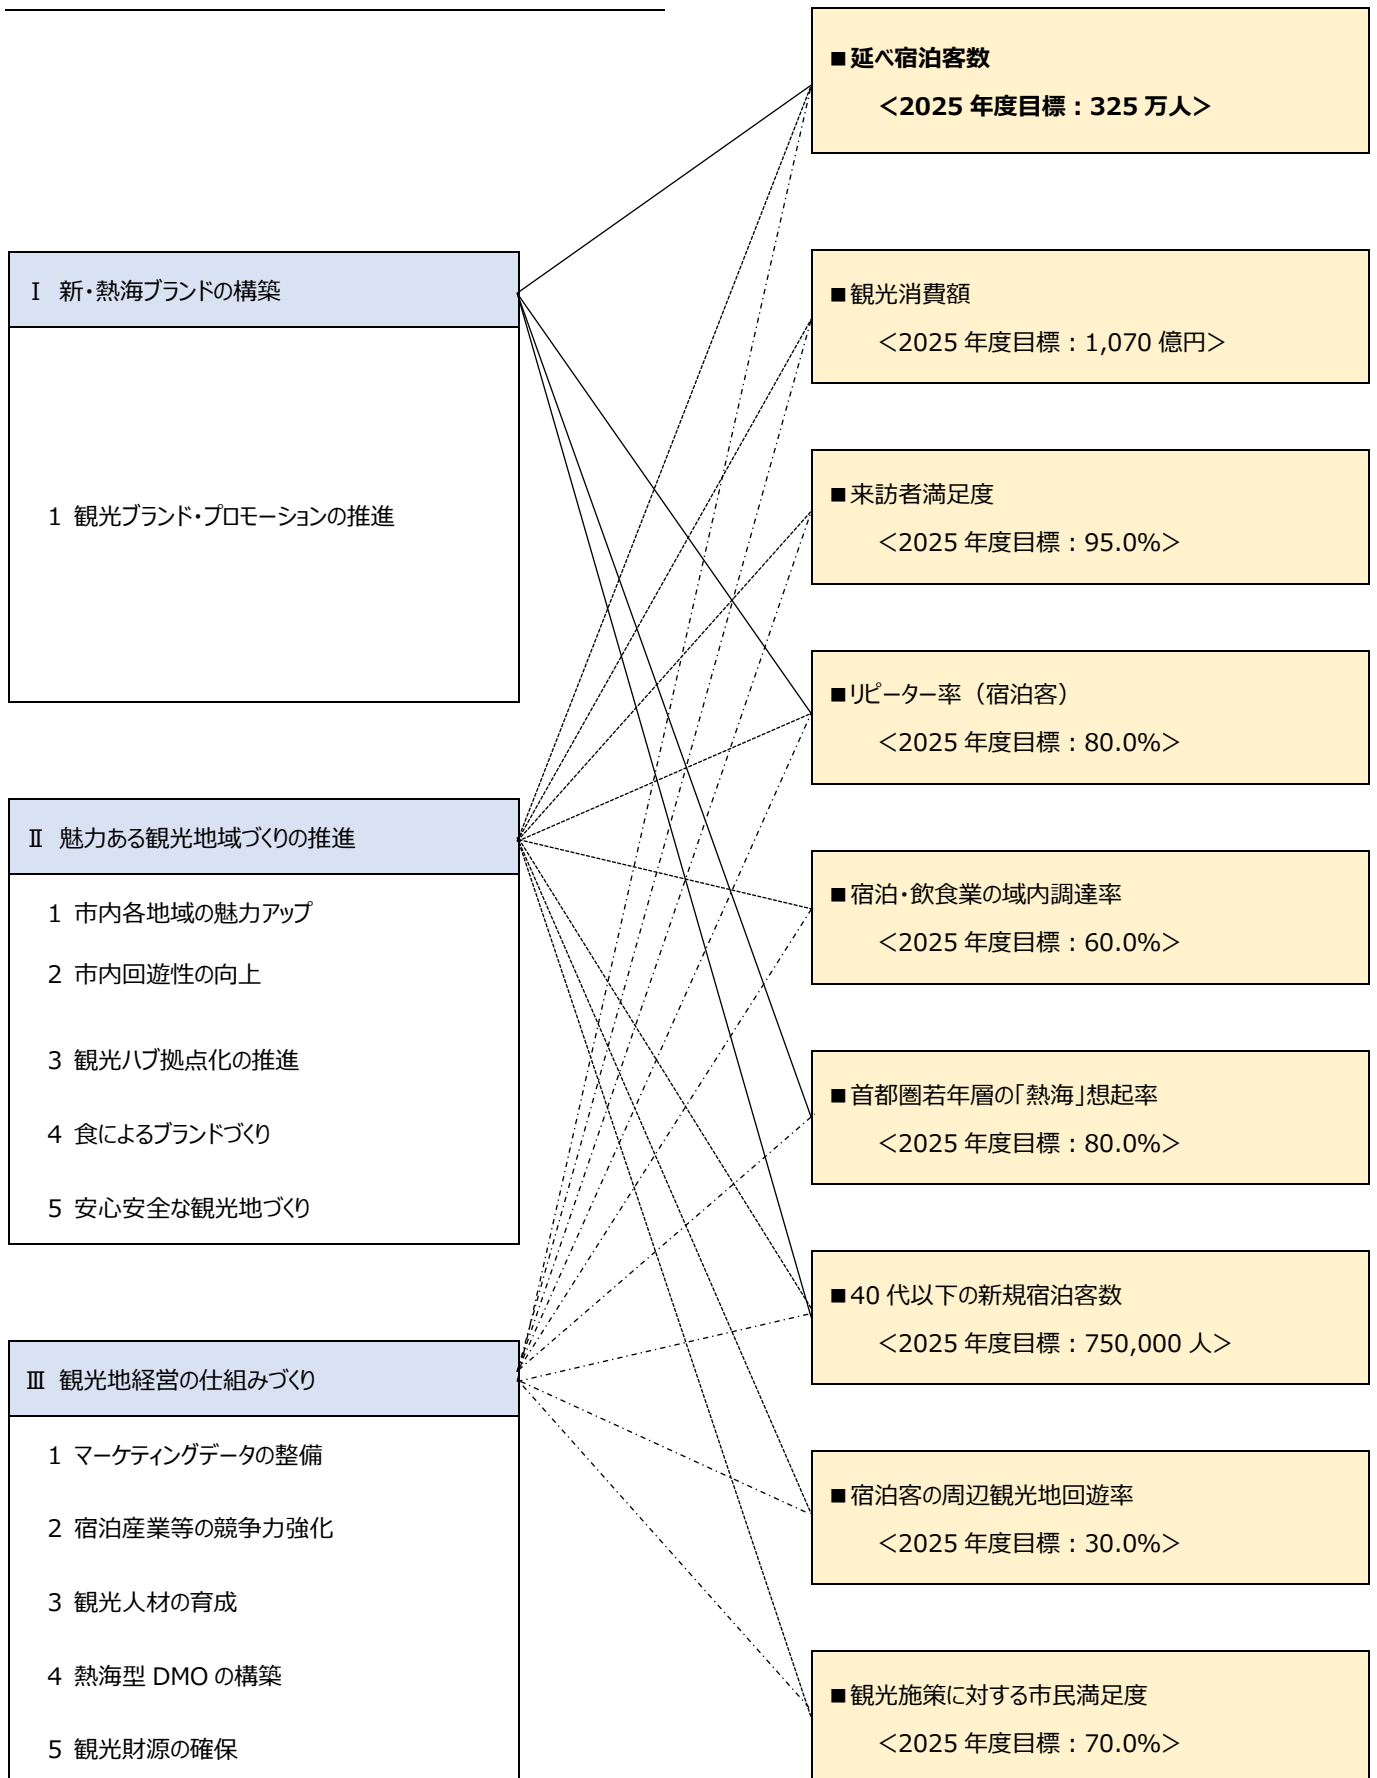 ■延べ宿泊客数
＜2025 年度目標：325 万人＞
Ⅰ 新・熱海ブランドの構築
1 観光ブランド・プロモーションの推進
Ⅱ 魅力ある観光地域づくりの推進
1 市内各地域の魅力アップ
2 市内回遊性の向上
3 観光ハブ拠点化の推進
4 食によるブランドづくり
5 安心安全な観光地づくり
Ⅲ 観光地経営の仕組みづくり
1 マーケティングデータの整備
2 宿泊産業等の競争力強化
3 観光人材の育成
4 熱海型 DMO の構築
5 観光財源の確保
■観光消費額
＜2025 年度目標：1,070 億円＞
■来訪者満足度
＜2025 年度目標：95.0%＞
■リピーター率（宿泊客）
＜2025 年度目標：80.0%＞
■宿泊・飲食業の域内調達率
＜2025 年度目標：60.0%＞
■首都圏若年層の「熱海」想起率
＜2025 年度目標：80.0%＞
■40 代以下の新規宿泊客数
＜2025 年度目標：750,000 人＞
■宿泊客の周辺観光地回遊率
＜2025 年度目標：30.0%＞
■観光施策に対する市民満足度
＜2025 年度目標：70.0%＞